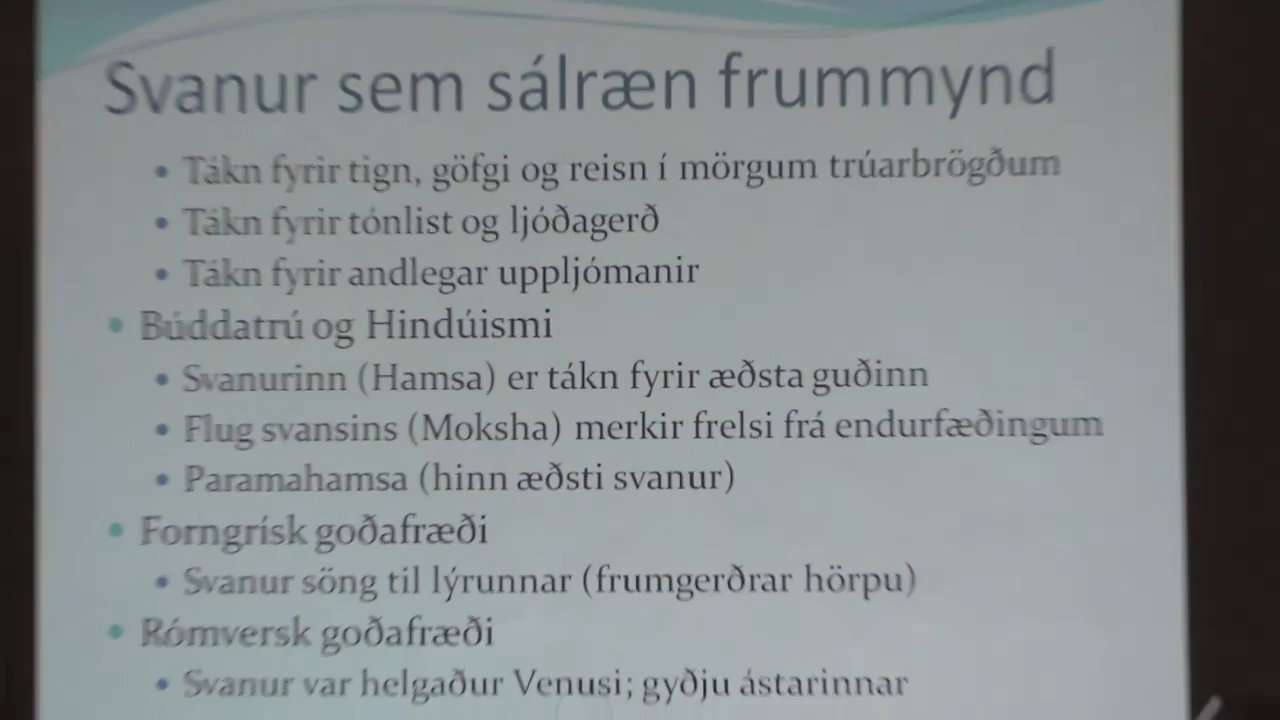 Svanur sem sálræn frummynd
• Tákn fyrir tign, göfgi og reisn í mörgum trúarbrögðum
• Tákn fyrir tónlist og ljóðagerð
• Tákn fyrir andlegar uppljómanir
• Búddatrú og Hindúismi
• Svanurinn (Hamsa) er tákn fyrir æðsta guðinn
• Flug svansins (Moksha) merkir frelsi frá endurfæðingum
• Paramahamsa (hinn æðsti svanur)
• Forngrísk goðafræði
• Svanur söng til lýrunnar (frumgerðrar hörpu)
• Rómversk goðafræði
• Svanur var helgaður Venusi; gyðju ástarinnar